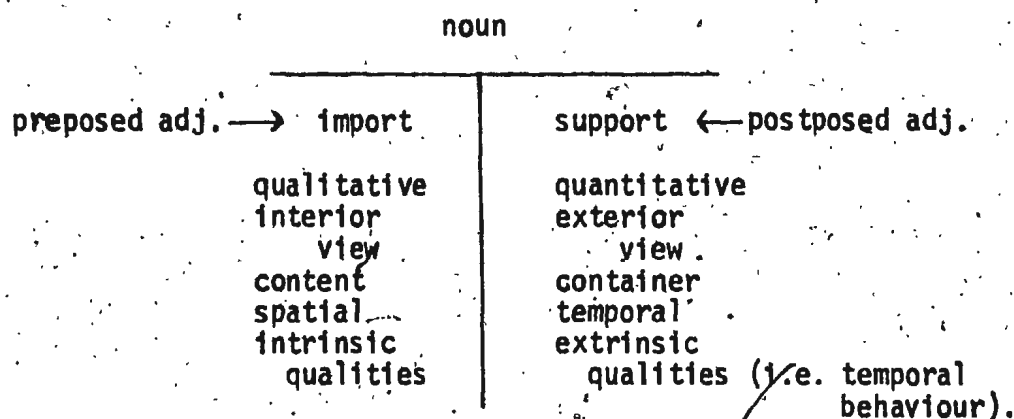 noun
preposed adj. → import support ← postposed adj.
qualitative quantitative
interior exterior
view view.
content container
spatial temporal
intrinsic extrinsic
qualities qualities (i.e. temporal
behaviour).